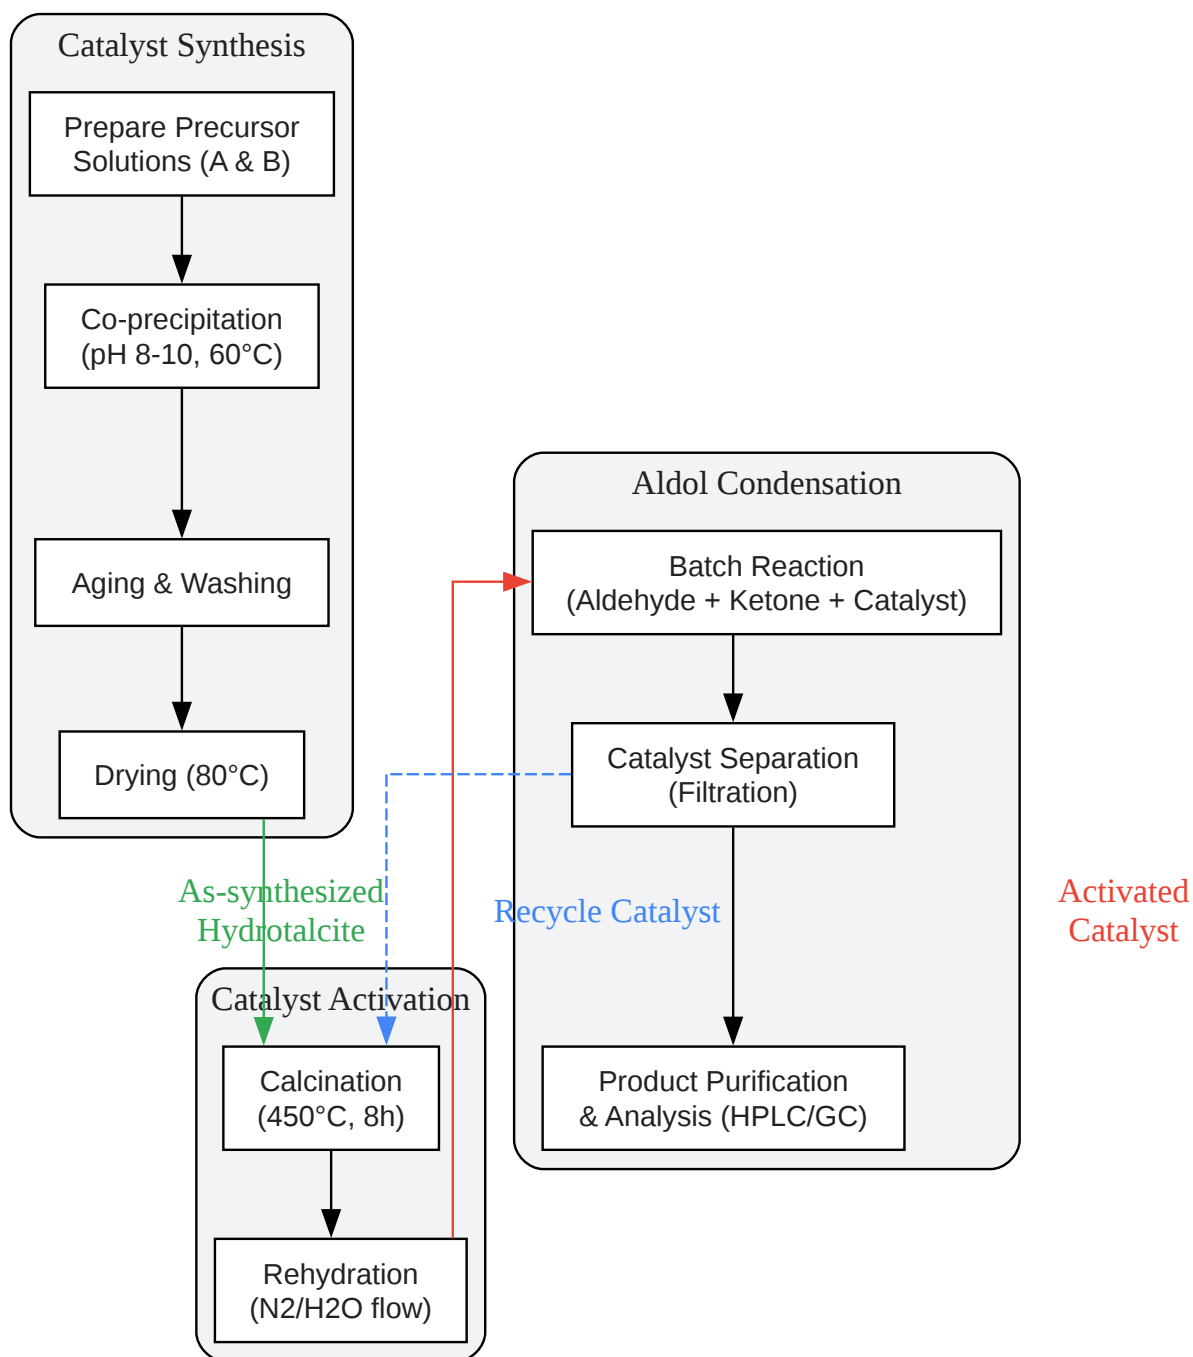 Catalyst Synthesis
Prepare Precursor
Solutions (A & B)
Co-precipitation
(pH 8-10, 60°C)
Aging & Washing
Drying (80°C)
As-synthesized
Hydrotalcite
Catalyst Activation
Calcination
(450°C, 8h)
Rehydration
(N2/H2O flow)
Aldol Condensation
Batch Reaction
(Aldehyde + Ketone + Catalyst)
Catalyst Separation
(Filtration)
Recycle Catalyst
Product Purification
& Analysis (HPLC/GC)
Activated
Catalyst